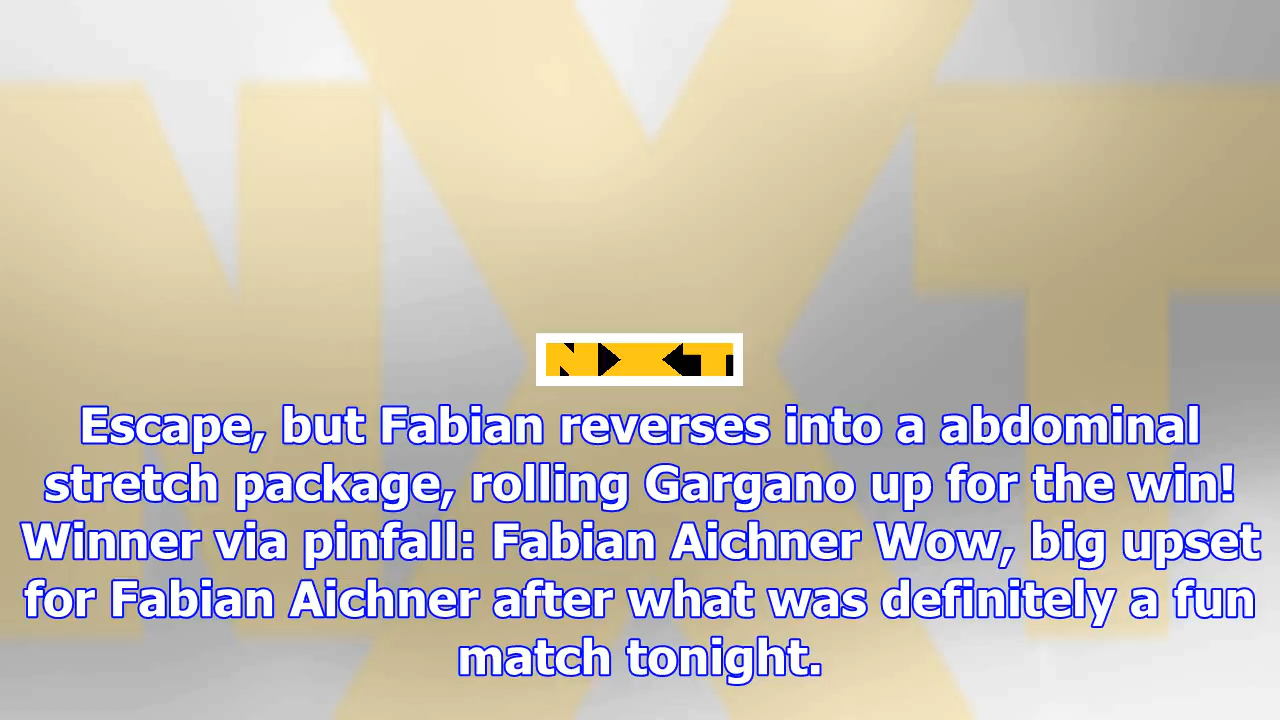 NXT
NXT
Escape, but Fabian reverses into a abdominal
stretch package, rolling Gargano up for the win!
Winner via pinfall: Fabian Aichner Wow, big upset
for Fabian Aichner after what was definitely a fun
match tonight.